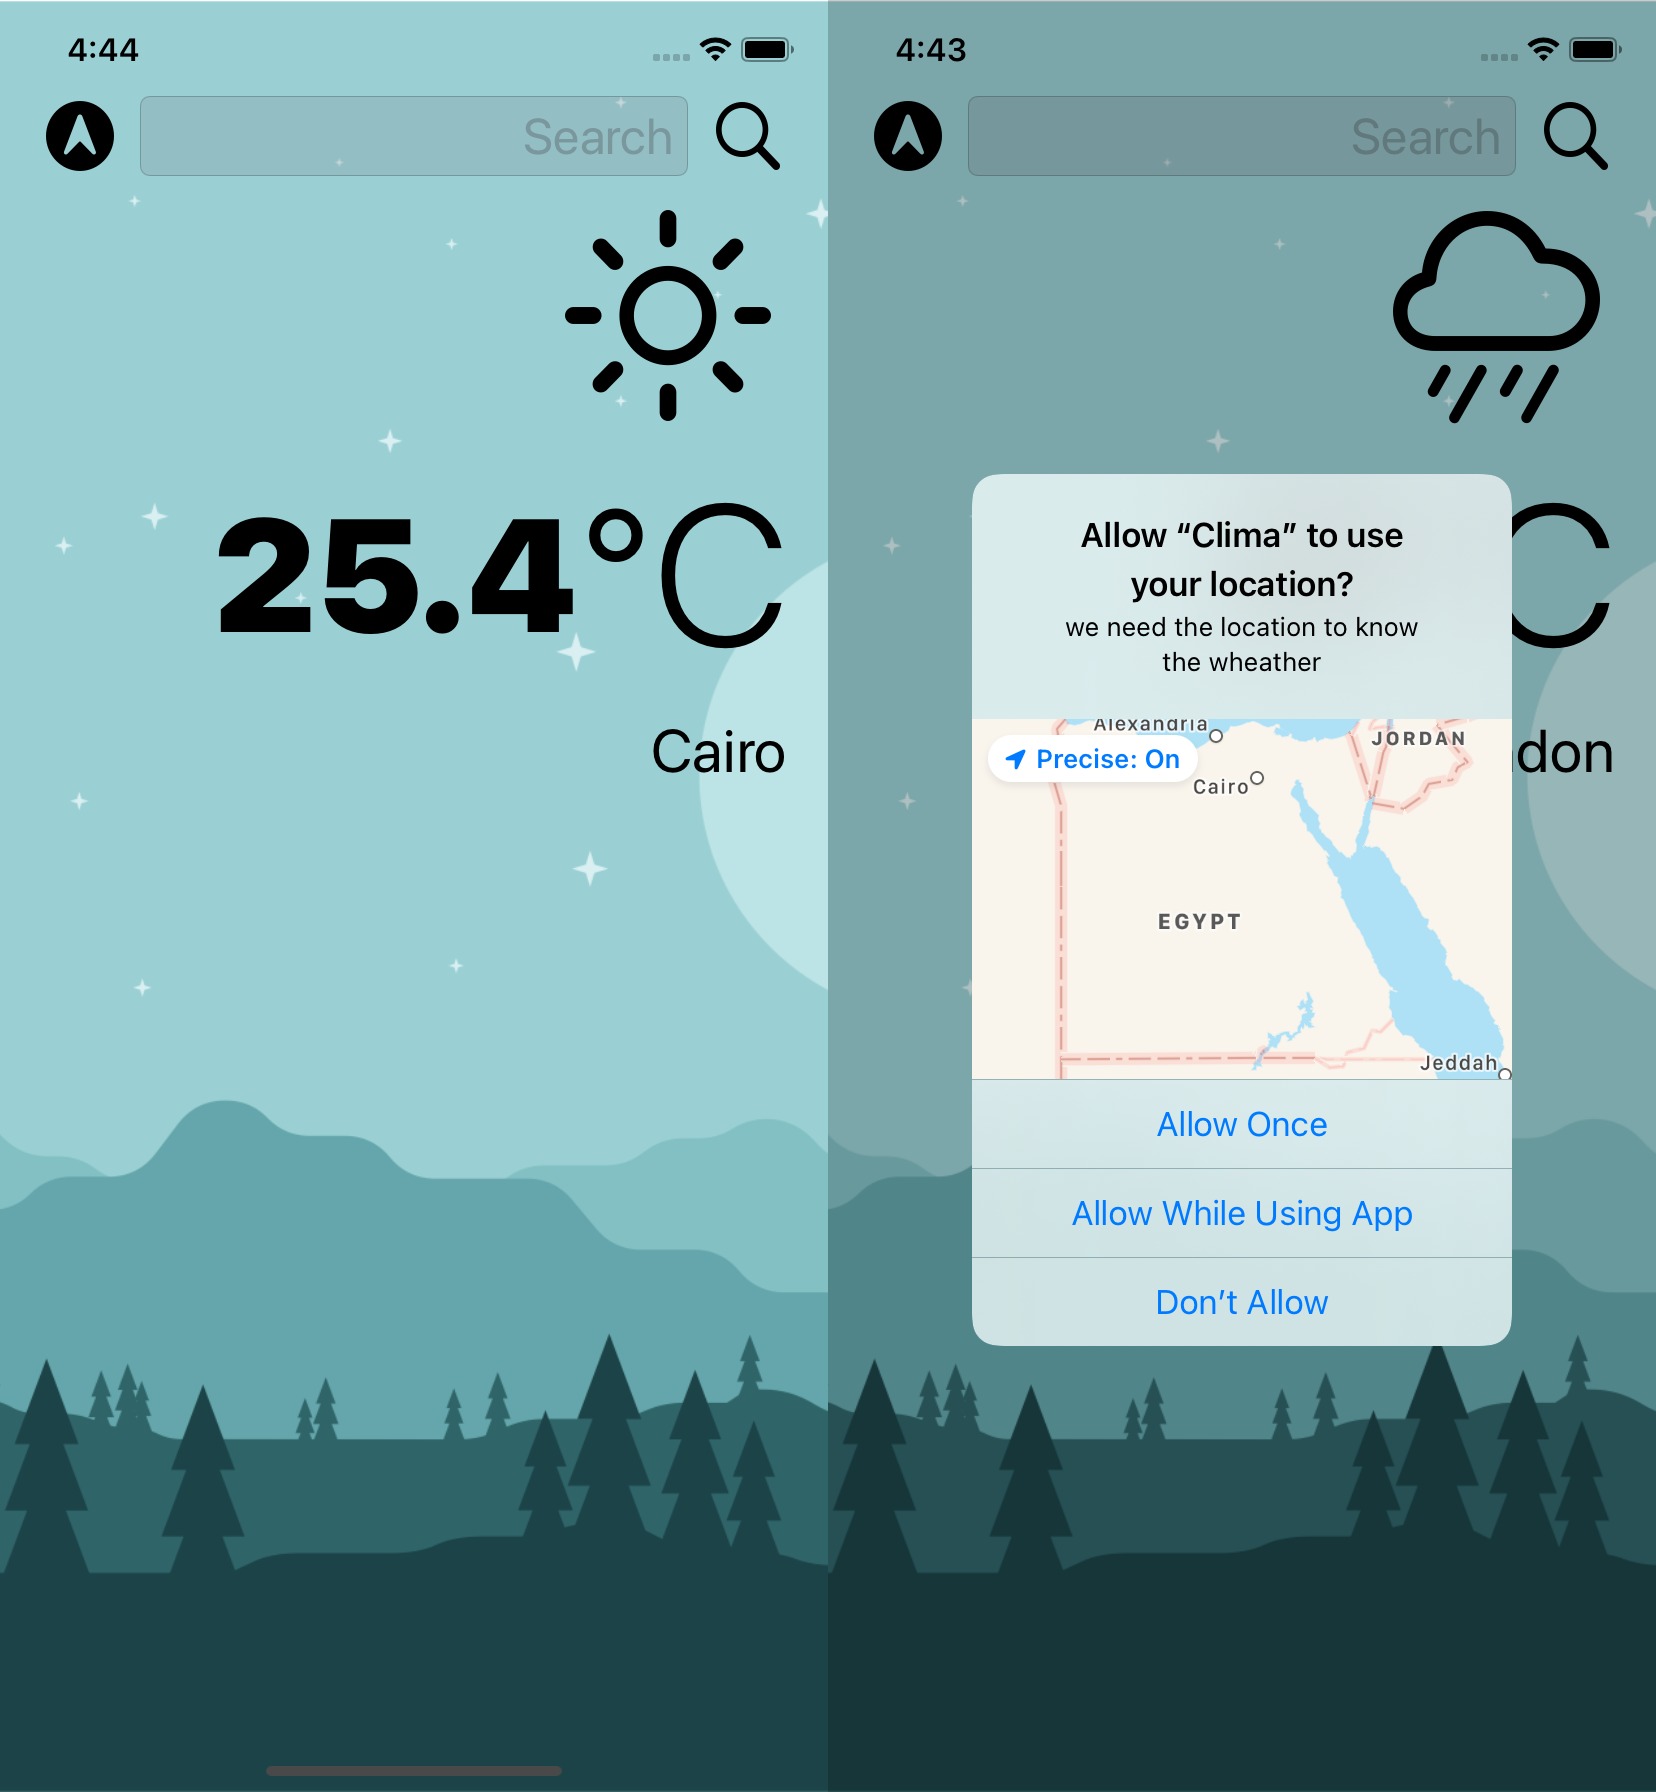 4:44
Search
25.4°C
Cairo
4:43
Search
C
don
Allow “Clima” to use
your location?
we need the location to know
the wheather
Alexandria
JORDAN
Precise: On
Cairo
EGYPT
Jeddah
Allow Once
Allow While Using App
Don’t Allow